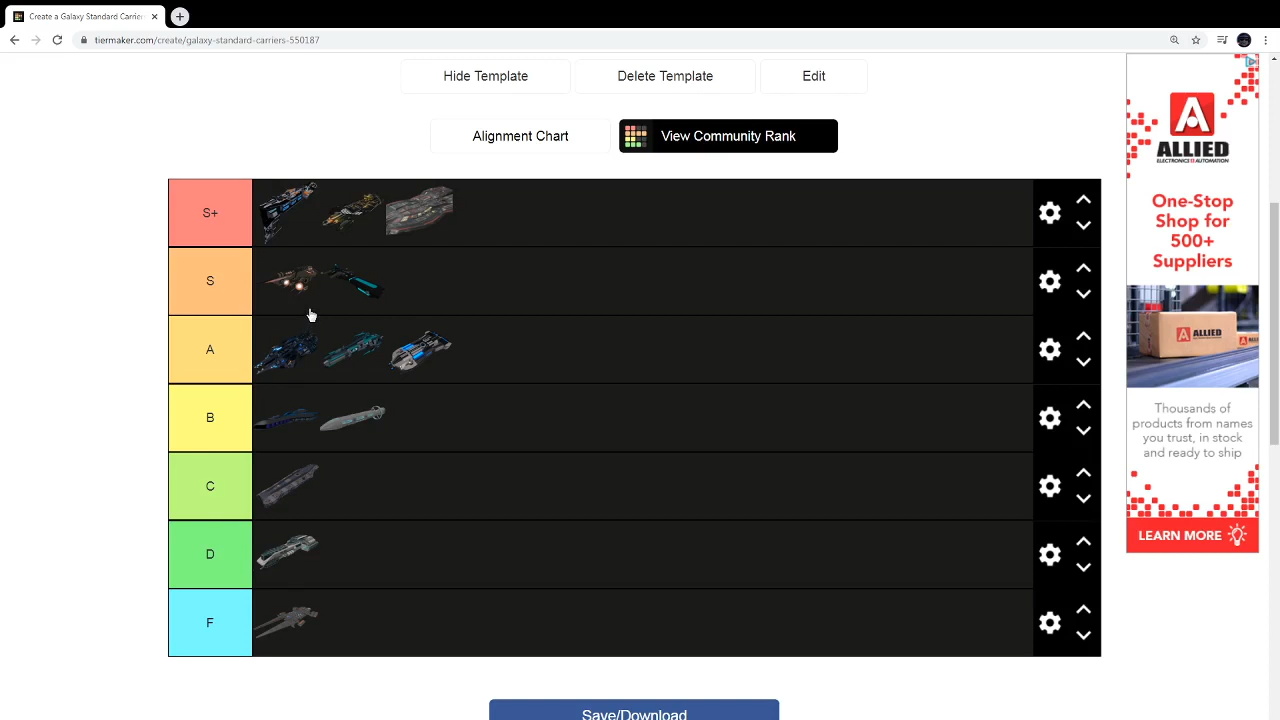 Create a Galaxy Standard Carrier
tiermaker.com/create/galaxy-standard-carriers-550187
Hide Template
Delete Template
Edit
Alignment Chart
View Community Rank
S+
S
A
B
C
D
F
Save/Download
ALLIED
ELECTRONICS & AUTOMATION
One-Stop
Shop for
500+
Suppliers
ALLIED
Thousands of
products from names
you trust, in stock
and ready to ship
LEARN MORE